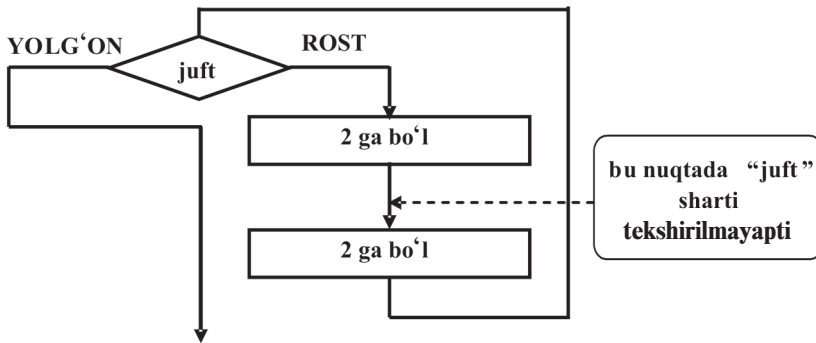 YOLG‘ON
ROST
juft
2 ga bo‘l
bu nuqtada “juft”
sharti
tekshirilmayapti
2 ga bo‘l